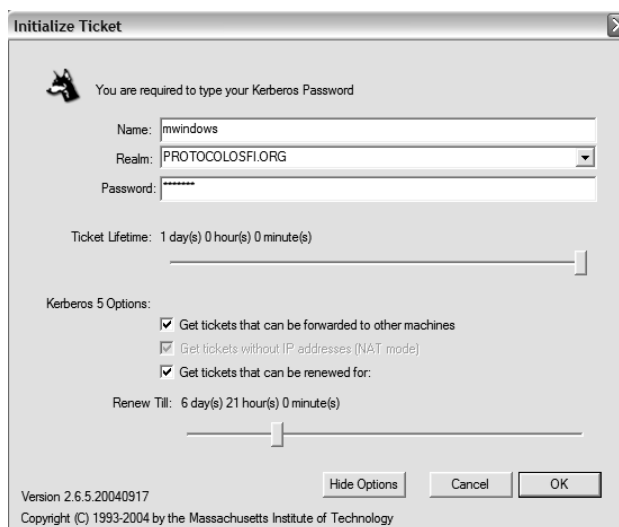 Initialize Ticket
You are required to type your Kerberos Password
Name: mwindows
Realm: PROTOCOLOSFI.ORG
Password: *******
Ticket Lifetime: 1 day(s) 0 hour(s) 0 minute(s)
Kerberos 5 Options:
Get tickets that can be forwarded to other machines
Get tickets without IP addresses (NAT mode)
Get tickets that can be renewed for:
Renew Till: 6 day(s) 21 hour(s) 0 minute(s)
Hide Options Cancel OK
Version 2.6.5.20040917
Copyright (C) 1993-2004 by the Massachusetts Institute of Technology